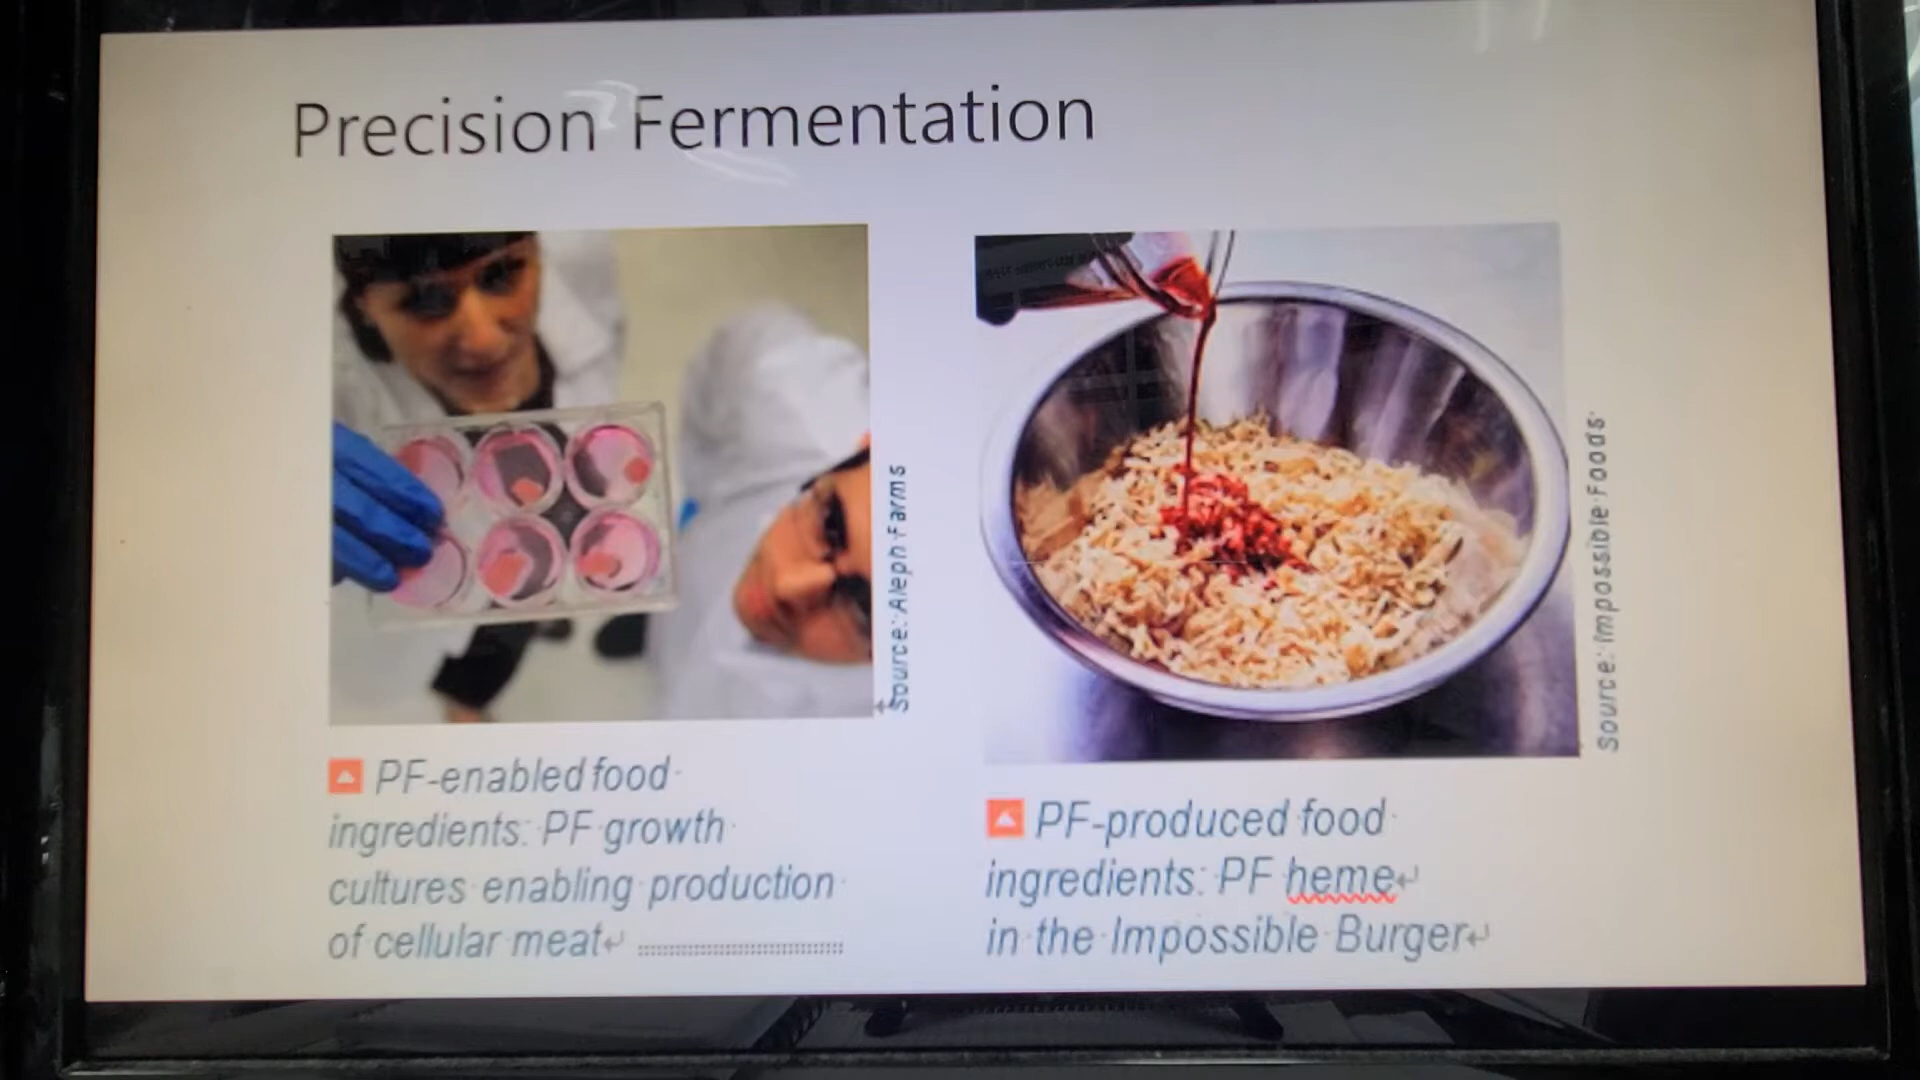 Precision Fermentation
Source: Aleph Farms
PF-enabled food
ingredients: PF growth
cultures enabling production
of cellular meat
Source: Impossible Foods
PF-produced food
ingredients: PF heme
in the Impossible Burger